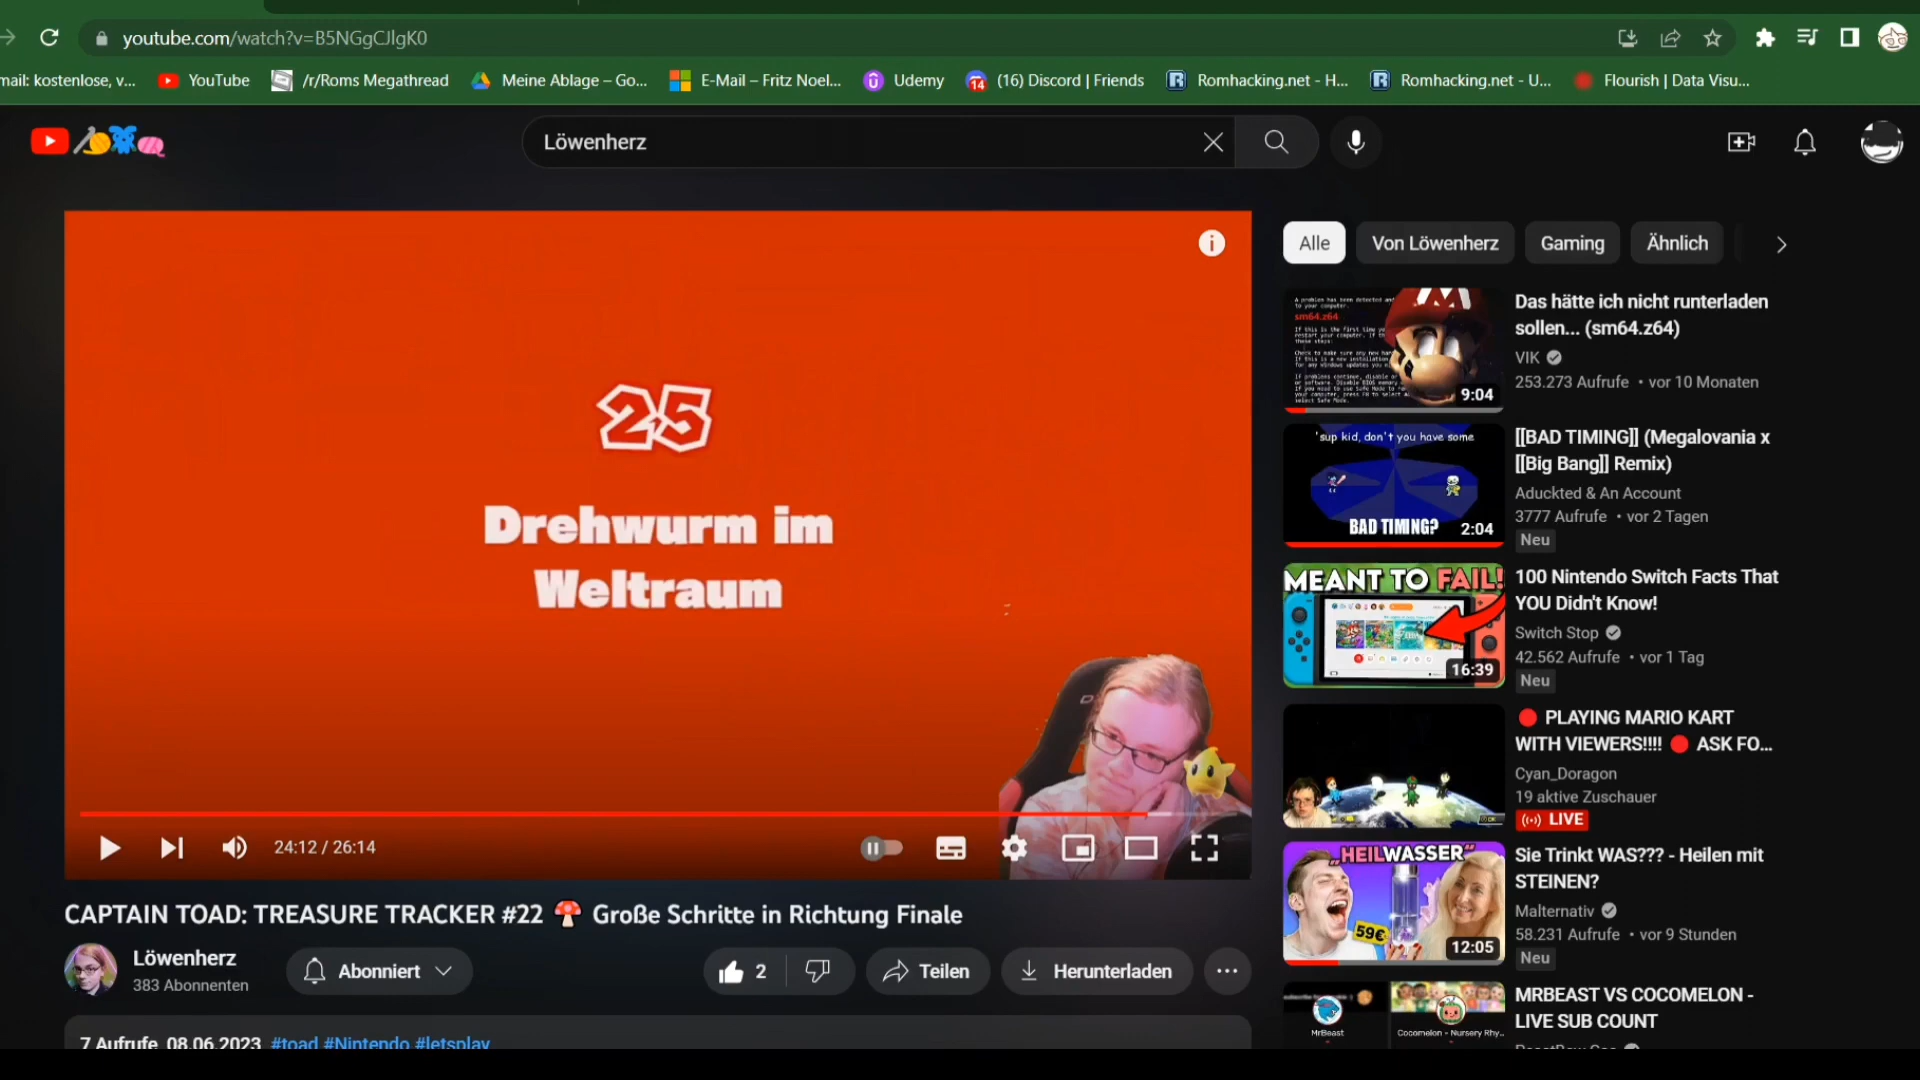 youtube.com/watch?v=B5NGgCJlgK0
mail: kostenlose, v...
YouTube
/r/Roms Megathread
Meine Ablage – Go...
E-Mail – Fritz Noel...
Udemy
(16) Discord | Friends
Romhacking.net - H...
Romhacking.net - U...
Flourish | Data Visu...
Löwenherz
25
Drehwurm im
Weltraum
24:12 / 26:14
CAPTAIN TOAD: TREASURE TRACKER #22 🍄 Große Schritte in Richtung Finale
Löwenherz
383 Abonnenten
Abonniert
2
Teilen
Herunterladen
7 Aufrufe 08.06.2023 #toad #Nintendo #letsplay
Alle
Von Löwenherz
Gaming
Ähnlich
sm64.z64
9:04
Das hätte ich nicht runterladen
sollen... (sm64.z64)
VIK
253.273 Aufrufe • vor 10 Monaten
'sup kid, don't you have some
BAD TIMING?
2:04
[[BAD TIMING]] (Megalovania x
[[Big Bang]] Remix)
Aduckted & An Account
3777 Aufrufe • vor 2 Tagen
Neu
MEANT TO FAIL!
16:39
100 Nintendo Switch Facts That
YOU Didn't Know!
Switch Stop
42.562 Aufrufe • vor 1 Tag
Neu
🔴 PLAYING MARIO KART
WITH VIEWERS!!!! 🔴 ASK FO...
Cyan_Doragon
19 aktive Zuschauer
LIVE
„HEILWASSER“
59€
12:05
Sie Trinkt WAS??? - Heilen mit
STEINEN?
Malternativ
58.231 Aufrufe • vor 9 Stunden
Neu
MrBeast
Cocomelon - Nursery Rhy...
MRBEAST VS COCOMELON -
LIVE SUB COUNT